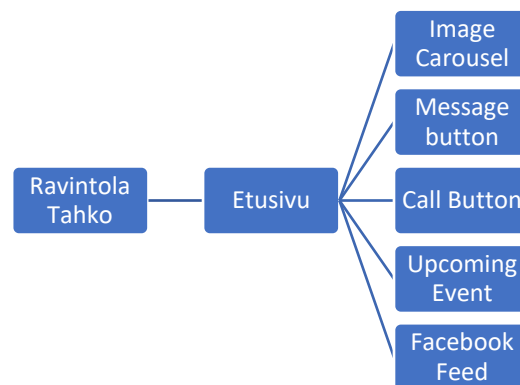 Ravintola
Tahko
Etusivu
Image
Carousel
Message
button
Call Button
Upcoming
Event
Facebook
Feed